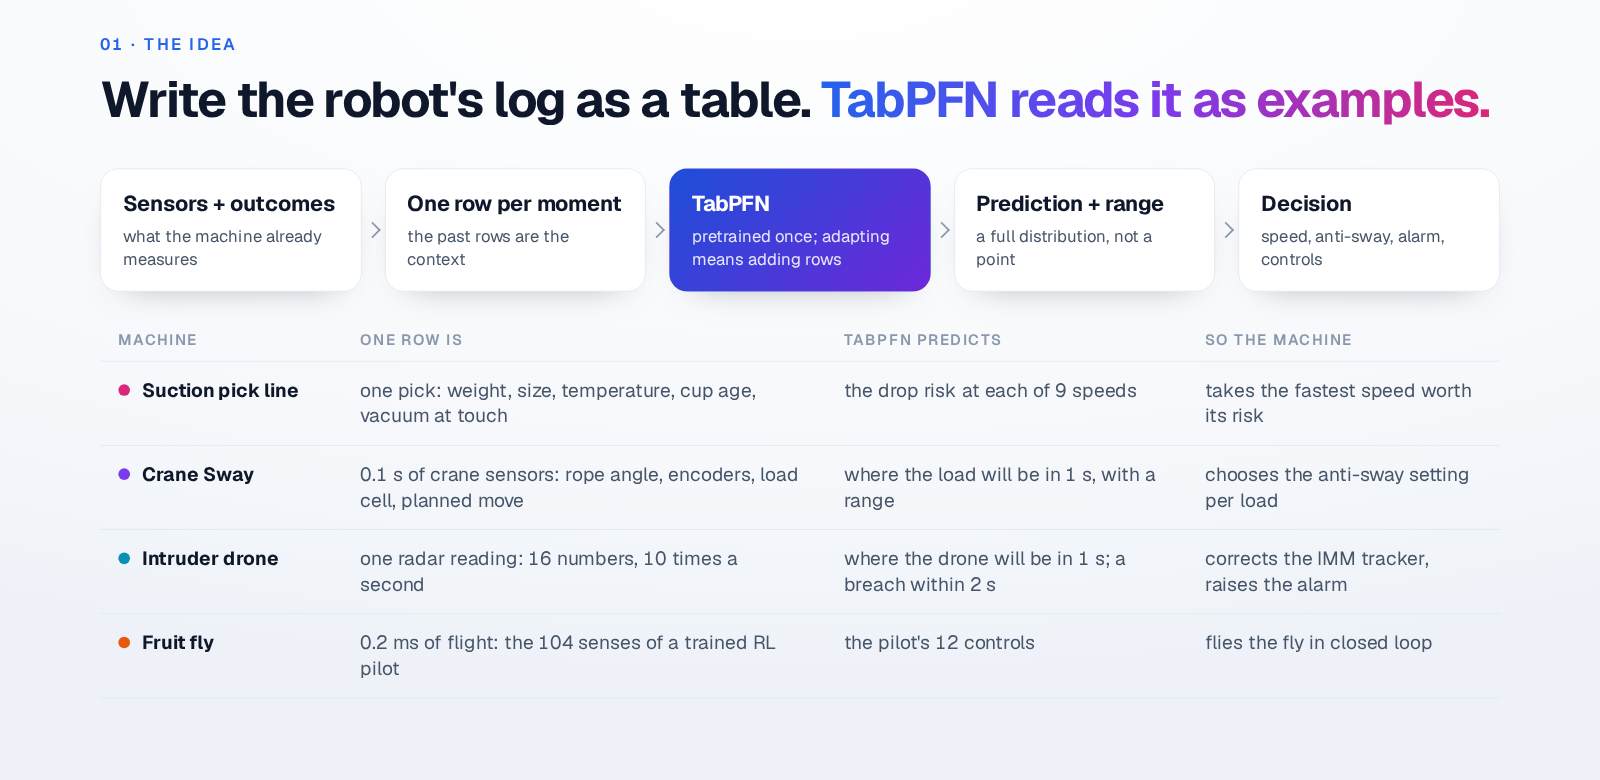 01 · THE IDEA
Write the robot's log as a table. TabPFN reads it as examples.
Sensors + outcomes
what the machine already
measures
One row per moment
the past rows are the
context
TabPFN
pretrained once; adapting
means adding rows
Prediction + range
a full distribution, not a
point
Decision
speed, anti-sway, alarm,
controls
MACHINE ONE ROW IS TABPFN PREDICTS SO THE MACHINE
Suction pick line
one pick: weight, size, temperature, cup age,
vacuum at touch
the drop risk at each of 9 speeds
takes the fastest speed worth
its risk
Crane Sway
0.1 s of crane sensors: rope angle, encoders, load
cell, planned move
where the load will be in 1 s, with a
range
chooses the anti-sway setting
per load
Intruder drone
one radar reading: 16 numbers, 10 times a
second
where the drone will be in 1 s; a
breach within 2 s
corrects the IMM tracker,
raises the alarm
Fruit fly
0.2 ms of flight: the 104 senses of a trained RL
pilot
the pilot's 12 controls
flies the fly in closed loop